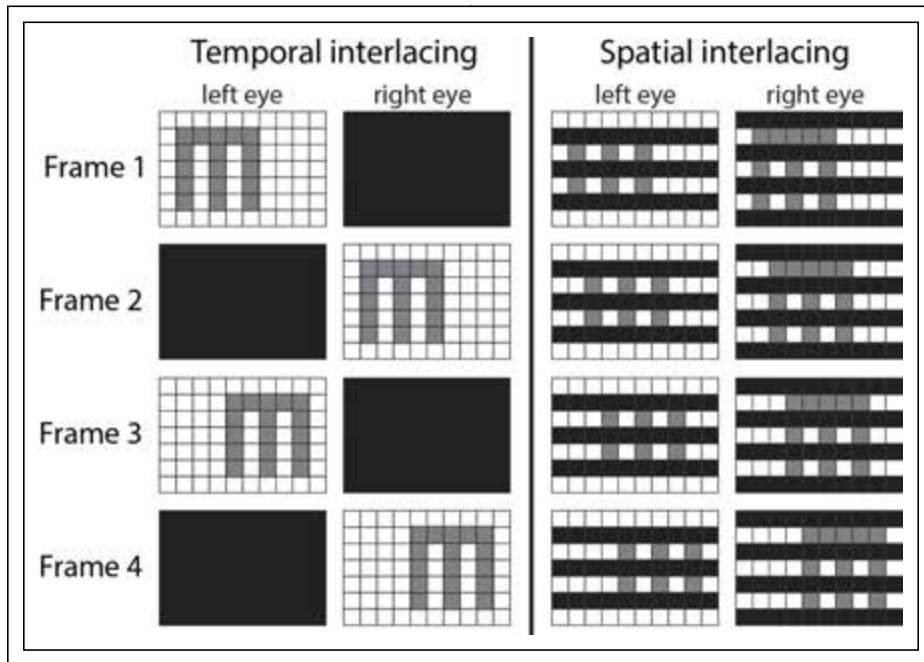 Temporal interlacing Spatial interlacing
left eye right eye left eye right eye
Frame 1
Frame 2
Frame 3
Frame 4